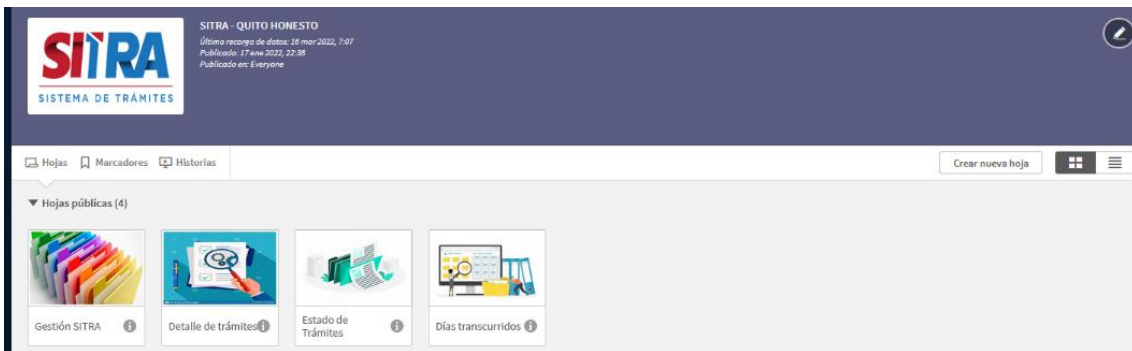 SITRA - QUITO HONESTO
Última recarga de datos: 18 mar 2022, 7:07
Publicado: 17 ene 2022, 22:38
Publicado en: Everyone
SITRA
SISTEMA DE TRÁMITES
Hojas Marcadores Historias
Crear nueva hoja
Hojas públicas (4)
Gestión SITRA
Detalle de trámites
Estado de
Trámites
Días transcurridos